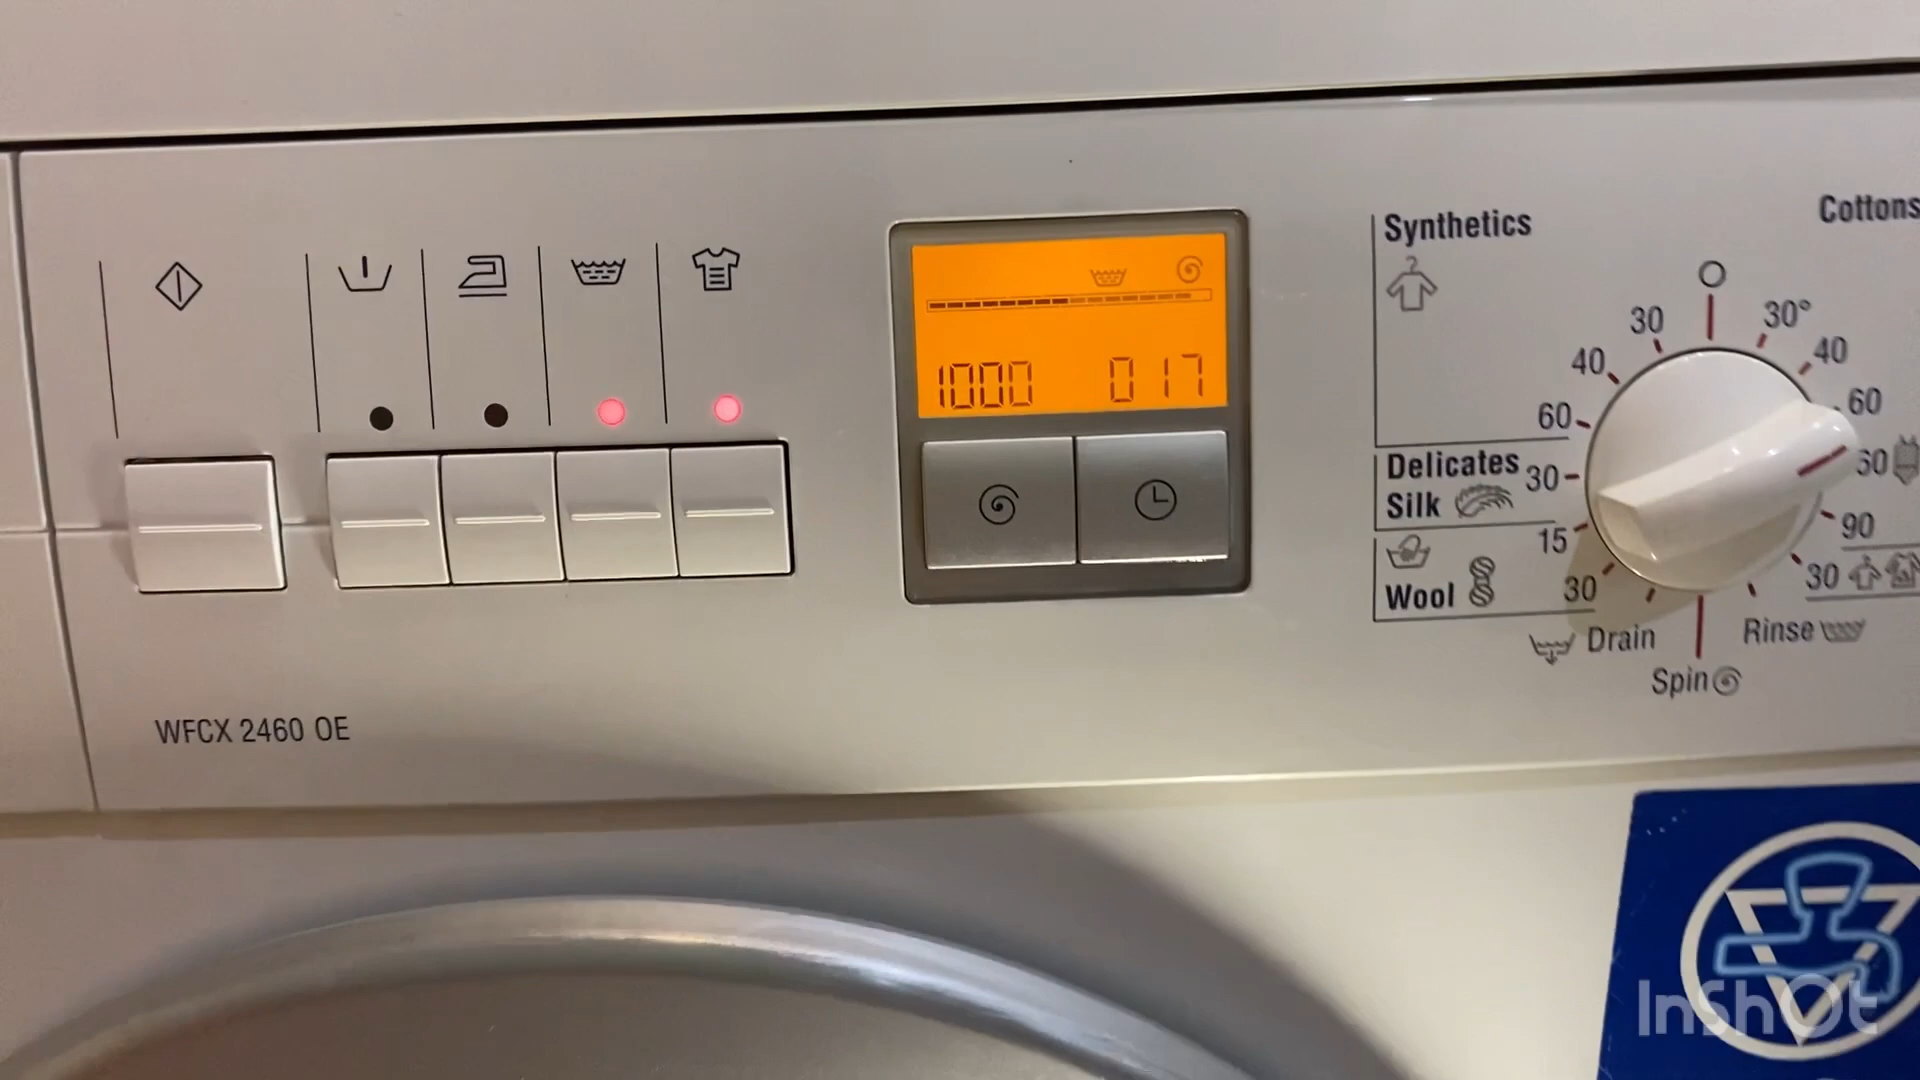 Synthetics
Cottons
30
30°
40
40
60
60
60
Delicates
Silk
30
90
15
30
Wool
30
Drain
Rinse
Spin
1000 0 17
WFCX 2460 OE
InShOt